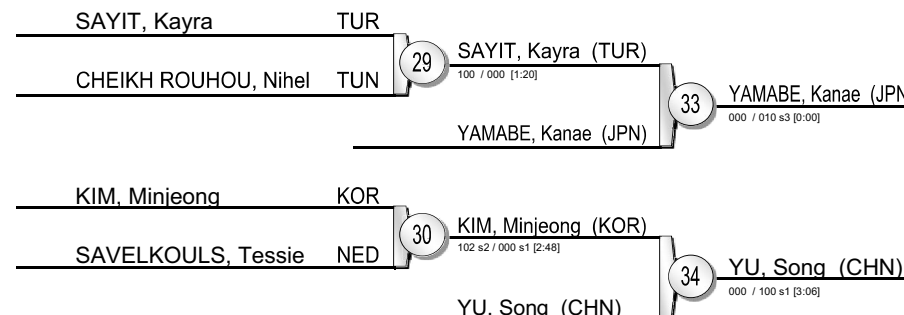 SAYIT, Kayra TUR
CHEIKH ROUHOU, Nihel TUN
29
SAYIT, Kayra (TUR)
100 / 000 [1:20]
YAMABE, Kanae (JPN)
33
YAMABE, Kanae (JPN
000 / 010 s3 [0:00]
KIM, Minjeong KOR
SAVELKOULS, Tessie NED
30
KIM, Minjeong (KOR)
102 s2 / 000 s1 [2:48]
YU, Song (CHN)
34
YU, Song (CHN)
000 / 100 s1 [3:06]